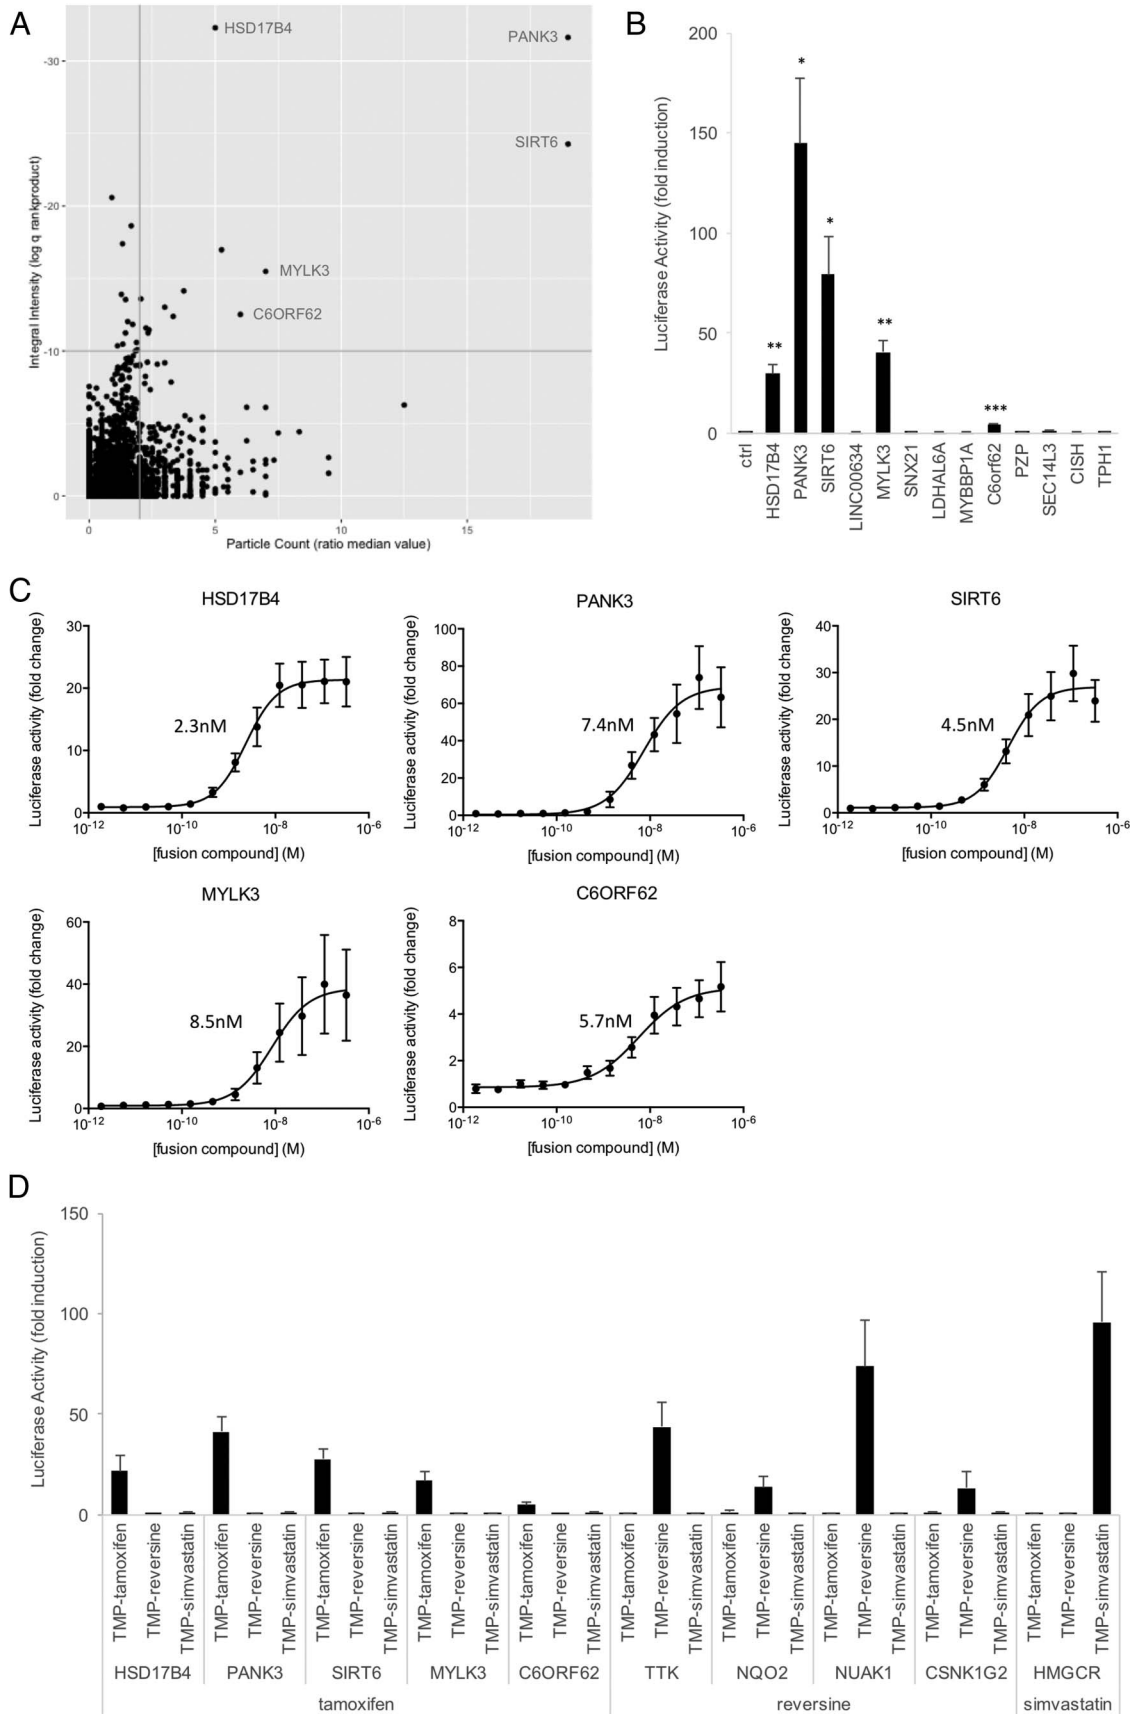 A
HSD17B4
PANK3
SIRT6
MYLK3
C6ORF62
-30
-20
-10
0
Integral Intensity (log q rankproduct)
0
5
10
15
Particle Count (ratio median value)
B
Luciferase Activity (fold induction)
200
150
100
50
0
**
*
*
**
***
ctrl
HSD17B4
PANK3
SIRT6
LINC00634
MYLK3
SNX21
LDHAL6A
MYBBP1A
C6orf62
PZP
SEC14L3
CISH
TPH1
C
HSD17B4
Luciferase activity (fold change)
30
20
10
0
2.3nM
10-12
10-10
10-8
10-6
[fusion compound] (M)
PANK3
Luciferase activity (fold change)
100
80
60
40
20
0
7.4nM
10-12
10-10
10-8
10-6
[fusion compound] (M)
SIRT6
Luciferase activity (fold change)
40
30
20
10
0
4.5nM
10-12
10-10
10-8
10-6
[fusion compound] (M)
MYLK3
Luciferase activity (fold change)
60
40
20
0
8.5nM
10-12
10-10
10-8
10-6
[fusion compound] (M)
C6ORF62
Luciferase activity (fold change)
8
6
4
2
0
5.7nM
10-12
10-10
10-8
10-6
[fusion compound] (M)
D
Luciferase Activity (fold induction)
150
100
50
0
TMP-tamoxifen
TMP-reversine
TMP-simvastatin
TMP-tamoxifen
TMP-reversine
TMP-simvastatin
TMP-tamoxifen
TMP-reversine
TMP-simvastatin
TMP-tamoxifen
TMP-reversine
TMP-simvastatin
TMP-tamoxifen
TMP-reversine
TMP-simvastatin
TMP-tamoxifen
TMP-reversine
TMP-simvastatin
TMP-tamoxifen
TMP-reversine
TMP-simvastatin
TMP-tamoxifen
TMP-reversine
TMP-simvastatin
TMP-tamoxifen
TMP-reversine
TMP-simvastatin
TMP-tamoxifen
TMP-reversine
TMP-simvastatin
HSD17B4
PANK3
SIRT6
MYLK3
C6ORF62
TTK
NQO2
NUAK1
CSNK1G2
HMGCR
tamoxifen
reversine
simvastatin